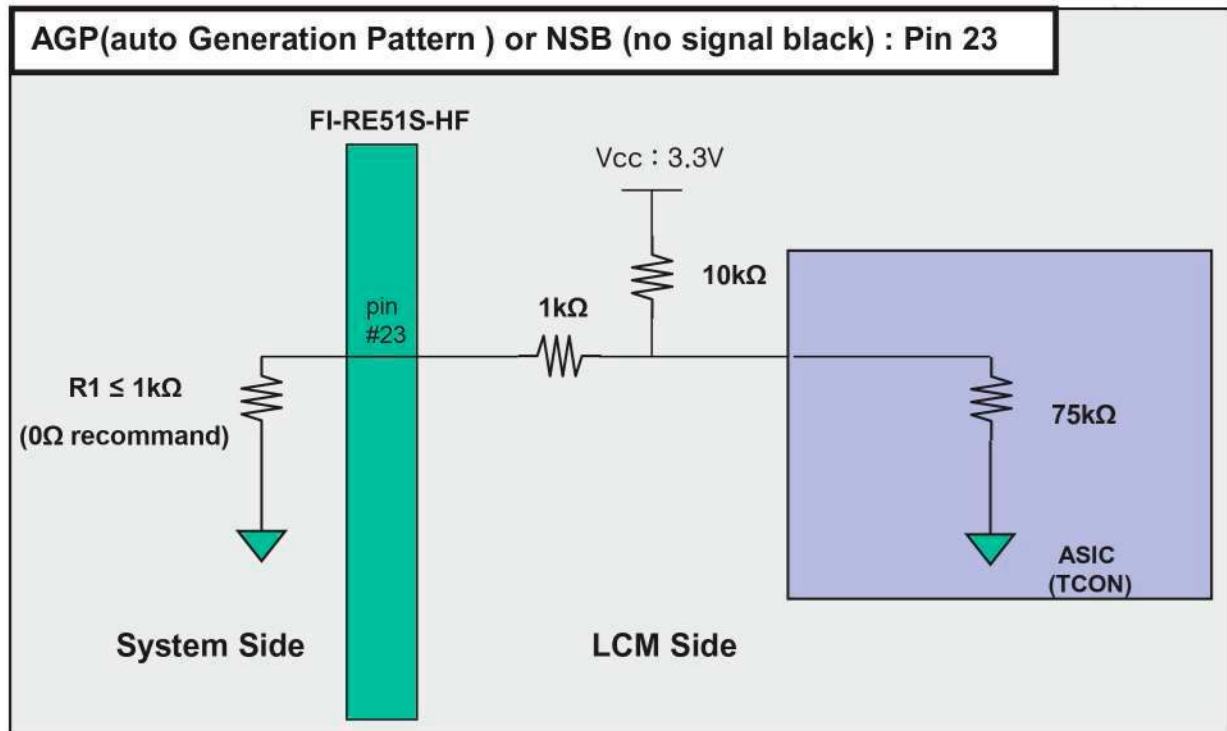 AGP(auto Generation Pattern ) or NSB (no signal black) : Pin 23
FI-RE51S-HF
Vcc : 3.3V
10kΩ
1kΩ
pin
#23
R1 ≤ 1kΩ
(0Ω recommand)
75kΩ
ASIC
(TCON)
System Side
LCM Side